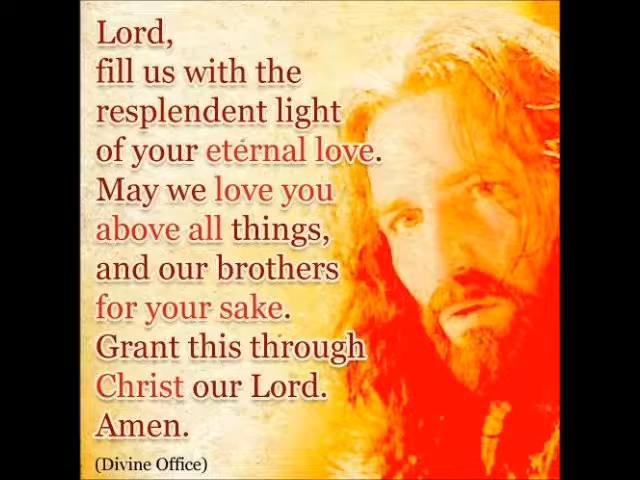 Lord,
fill us with the
resplendent light
of your eternal love.
May we love you
above all things,
and our brothers
for your sake.
Grant this through
Christ our Lord.
Amen.
(Divine Office)